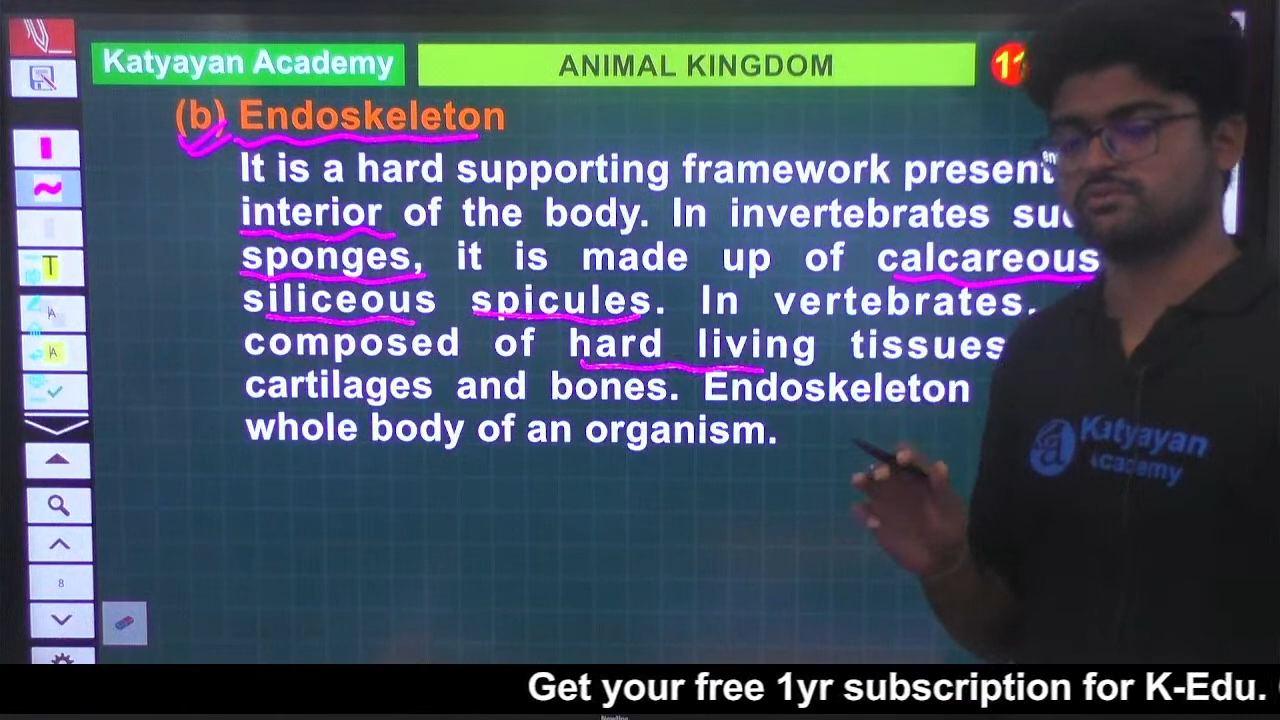 Katyayan Academy
ANIMAL KINGDOM
11
(b) Endoskeleton
It is a hard supporting framework present
interior of the body. In invertebrates
sponges, it is made up of calcareous
siliceous spicules. In vertebrates,
composed of hard living tissues
cartilages and bones. Endoskeleton
whole body of an organism.
T
A
A
8
Katyayan
Academy
Get your free 1yr subscription for K-Edu.